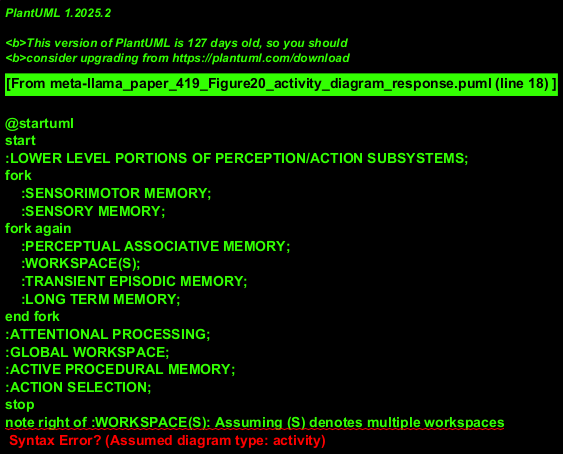 PlantUML 1.2025.2
<b>This version of PlantUML is 127 days old, so you should
<b>consider upgrading from https://plantuml.com/download
[From meta-llama_paper_419_Figure20_activity_diagram_response.puml (line 18) ]
@startuml
start
:LOWER LEVEL PORTIONS OF PERCEPTION/ACTION SUBSYSTEMS;
fork
:SENSORIMOTOR MEMORY;
:SENSORY MEMORY;
fork again
:PERCEPTUAL ASSOCIATIVE MEMORY;
:WORKSPACE(S);
:TRANSIENT EPISODIC MEMORY;
:LONG TERM MEMORY;
end fork
:ATTENTIONAL PROCESSING;
:GLOBAL WORKSPACE;
:ACTIVE PROCEDURAL MEMORY;
:ACTION SELECTION;
stop
note right of :WORKSPACE(S): Assuming (S) denotes multiple workspaces
Syntax Error? (Assumed diagram type: activity)